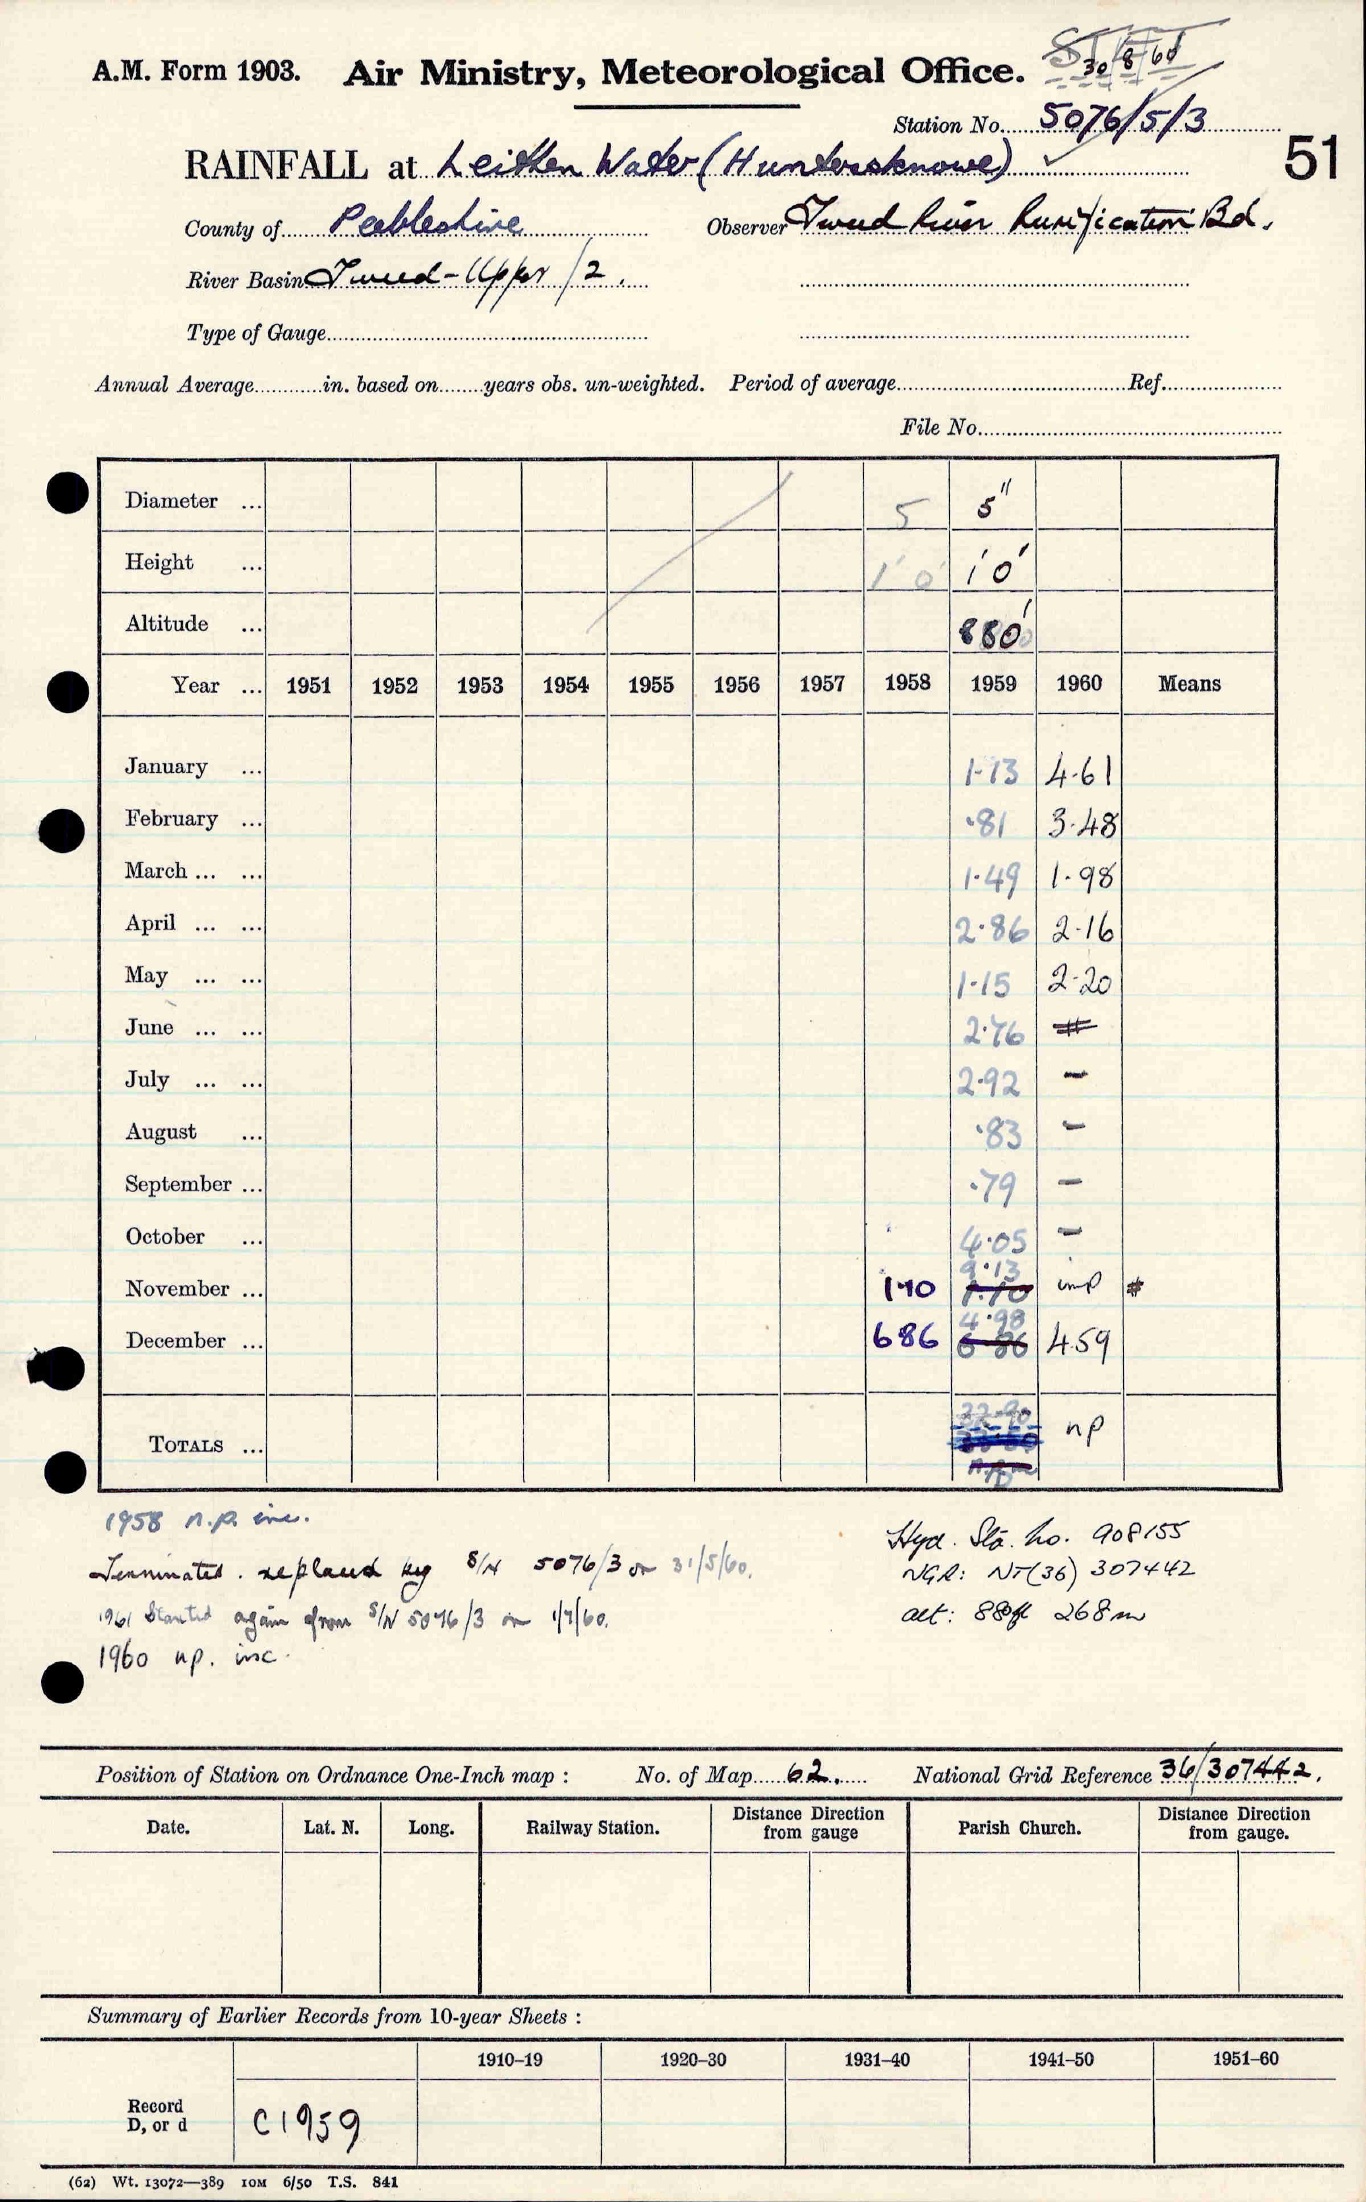 A.M. Form 1903. Air Ministry, Meteorological Office.
30 8 60
Station No. 5076/5/3
RAINFALL at Leithen Water (Huntersknowe)
51
County of Peeblesshire Observer Tweed River Purification Bd.
River Basin Tweed-Upper/2.
Type of Gauge
Annual Average in. based on years obs. un-weighted. Period of average Ref.
File No.
Diameter ... 5 5"
Height ... 1' 0' 1' 0'
Altitude ... 880'
Year ... 1951 1952 1953 1954 1955 1956 1957 1958 1959 1960 Means
January ... 1.13 4.61
February ... .81 3.48
March ... ... 1.49 1.98
April ... ... 2.86 2.16
May ... ... 1.15 2.20
June ... ... 2.76
July ... ... 2.92 -
August ... .83 -
September ... .79 -
October ... 4.05 -
November ... 1.10 9.13 1.10 imp #
December ... 6.86 4.98 6.86 4.59
TOTALS ... 32.90 np
1958 n.p. inc.
Terminated. replaced by S/N 5076/3 on 31/5/60.
1961 Started again from S/N 5076/3 on 1/7/60.
1960 np. inc.
Hyd. Sta. no. 908155
NGR: NT(36) 307442
alt: 880ft 268m
Position of Station on Ordnance One-Inch map : No. of Map 62. National Grid Reference 36/307442.
Date. Lat. N. Long. Railway Station. Distance Direction from gauge Parish Church. Distance Direction from gauge.
Summary of Earlier Records from 10-year Sheets :
1910-19 1920-30 1931-40 1941-50 1951-60
Record
D, or d C1959
(62) Wt. 13072—389 10M 6/50 T.S. 841